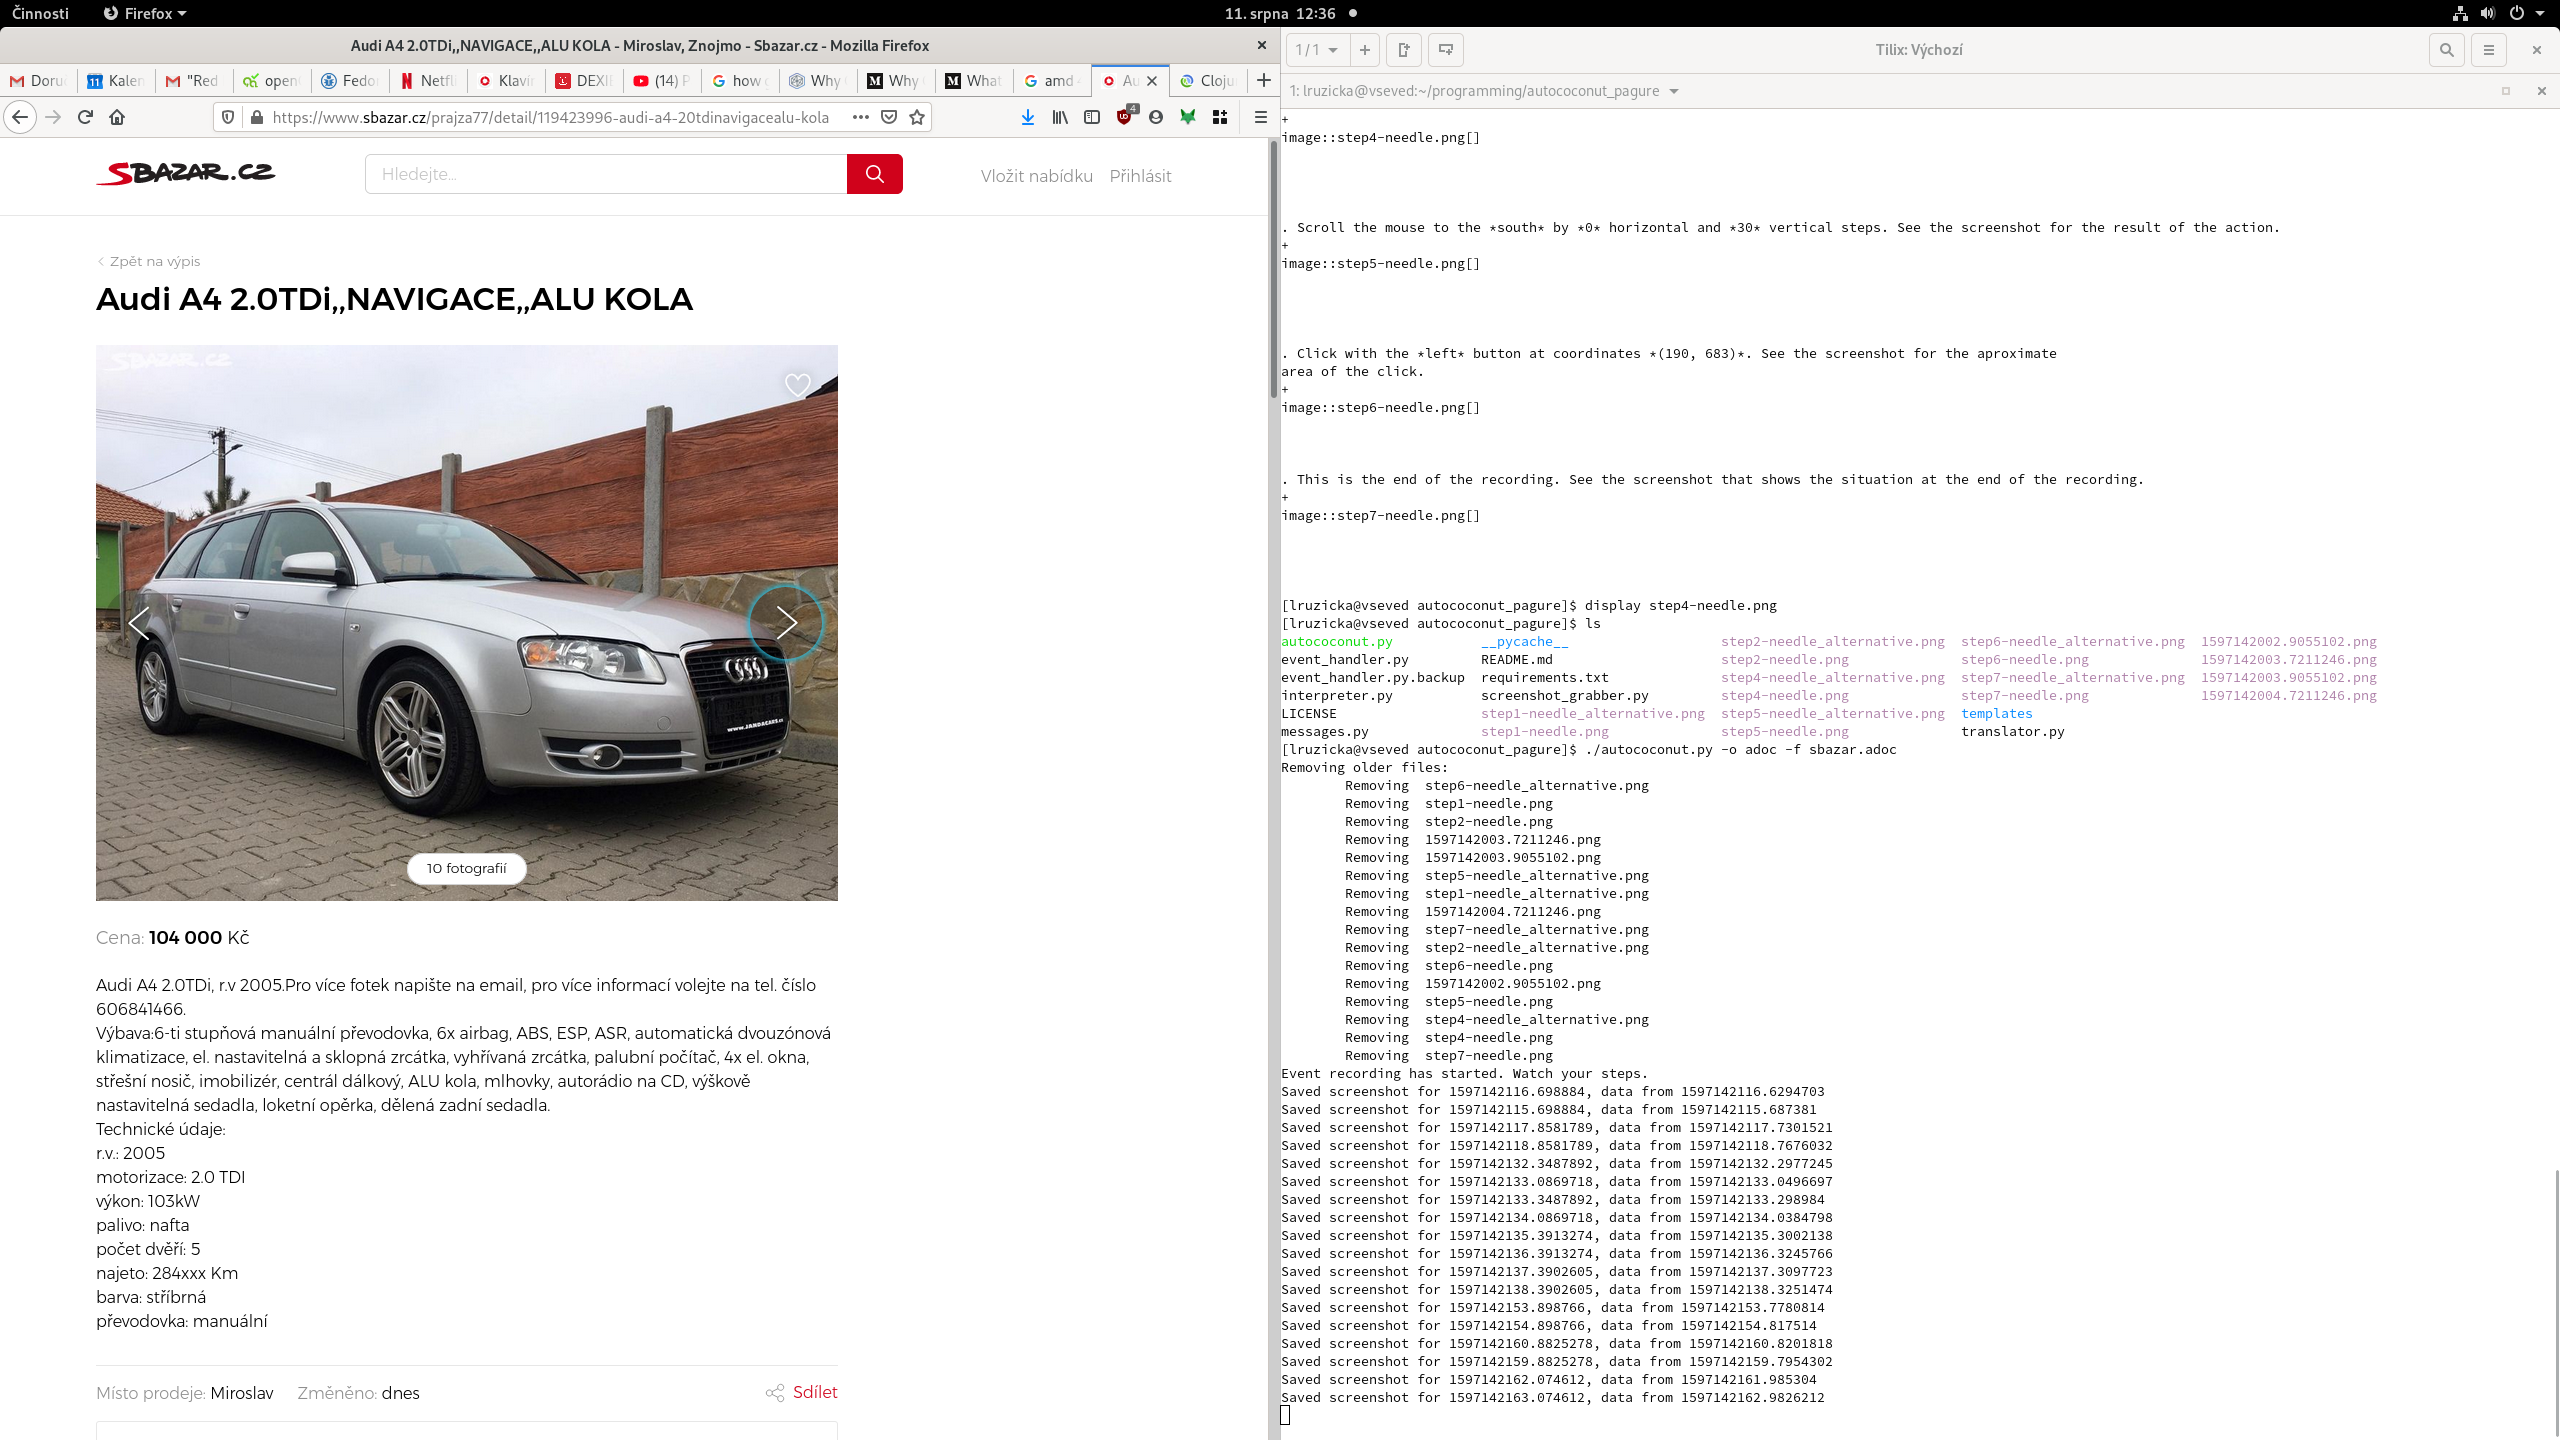 Činnosti
Firefox
11. srpna 12:36
Audi A4 2.0TDi,,NAVIGACE,,ALU KOLA - Miroslav, Znojmo - Sbazar.cz - Mozilla Firefox
Doruč
Kalen
"Red
open
Fedo
Netfli
Klavír
DEXI
(14) P
how
Why
Why
What
amd
Au
Cloju
https://www.sbazar.cz/prajza77/detail/119423996-audi-a4-20tdinavigacealu-kola
4
SBAZAR.CZ
Hledejte...
Vložit nabídku
Přihlásit
Zpět na výpis
Audi A4 2.0TDi,,NAVIGACE,,ALU KOLA
SBAZAR.CZ
www.JANDACARS.cz
10 fotografií
Cena: 104 000 Kč
Audi A4 2.0TDi, r.v 2005.Pro více fotek napište na email, pro více informací volejte na tel. číslo
606841466.
Výbava:6-ti stupňová manuální převodovka, 6x airbag, ABS, ESP, ASR, automatická dvouzónová
klimatizace, el. nastavitelná a sklopná zrcátka, vyhřívaná zrcátka, palubní počítač, 4x el. okna,
střešní nosič, imobilizér, centrál dálkový, ALU kola, mlhovky, autorádio na CD, výškově
nastavitelná sedadla, loketní opěrka, dělená zadní sedadla.
Technické údaje:
r.v.: 2005
motorizace: 2.0 TDI
výkon: 103kW
palivo: nafta
počet dvěří: 5
najeto: 284xxx Km
barva: stříbrná
převodovka: manuální
Místo prodeje: Miroslav
Změněno: dnes
Sdílet
1 / 1
Tilix: Výchozí
1: lruzicka@vseved:~/programming/autococonut_pagure
+
image::step4-needle.png[]
. Scroll the mouse to the *south* by *0* horizontal and *30* vertical steps. See the screenshot for the result of the action.
+
image::step5-needle.png[]
. Click with the *left* button at coordinates *(190, 683)*. See the screenshot for the aproximate
area of the click.
+
image::step6-needle.png[]
. This is the end of the recording. See the screenshot that shows the situation at the end of the recording.
+
image::step7-needle.png[]
[lruzicka@vseved autococonut_pagure]$ display step4-needle.png
[lruzicka@vseved autococonut_pagure]$ ls
autococonut.py __pycache__ step2-needle_alternative.png step6-needle_alternative.png 1597142002.9055102.png
event_handler.py README.md step2-needle.png step6-needle.png 1597142003.7211246.png
event_handler.py.backup requirements.txt step4-needle_alternative.png step7-needle_alternative.png 1597142003.9055102.png
interpreter.py screenshot_grabber.py step4-needle.png step7-needle.png 1597142004.7211246.png
LICENSE step1-needle_alternative.png step5-needle_alternative.png templates
messages.py step1-needle.png step5-needle.png translator.py
[lruzicka@vseved autococonut_pagure]$ ./autococonut.py -o adoc -f sbazar.adoc
Removing older files:
Removing step6-needle_alternative.png
Removing step1-needle.png
Removing step2-needle.png
Removing 1597142003.7211246.png
Removing 1597142003.9055102.png
Removing step5-needle_alternative.png
Removing step1-needle_alternative.png
Removing 1597142004.7211246.png
Removing step7-needle_alternative.png
Removing step2-needle_alternative.png
Removing step6-needle.png
Removing 1597142002.9055102.png
Removing step5-needle.png
Removing step4-needle_alternative.png
Removing step4-needle.png
Removing step7-needle.png
Event recording has started. Watch your steps.
Saved screenshot for 1597142116.698884, data from 1597142116.6294703
Saved screenshot for 1597142115.698884, data from 1597142115.687381
Saved screenshot for 1597142117.8581789, data from 1597142117.7301521
Saved screenshot for 1597142118.8581789, data from 1597142118.7676032
Saved screenshot for 1597142132.3487892, data from 1597142132.2977245
Saved screenshot for 1597142133.0869718, data from 1597142133.0496697
Saved screenshot for 1597142133.3487892, data from 1597142133.298984
Saved screenshot for 1597142134.0869718, data from 1597142134.0384798
Saved screenshot for 1597142135.3913274, data from 1597142135.3002138
Saved screenshot for 1597142136.3913274, data from 1597142136.3245766
Saved screenshot for 1597142137.3902605, data from 1597142137.3097723
Saved screenshot for 1597142138.3902605, data from 1597142138.3251474
Saved screenshot for 1597142153.898766, data from 1597142153.7780814
Saved screenshot for 1597142154.898766, data from 1597142154.817514
Saved screenshot for 1597142160.8825278, data from 1597142160.8201818
Saved screenshot for 1597142159.8825278, data from 1597142159.7954302
Saved screenshot for 1597142162.074612, data from 1597142161.985304
Saved screenshot for 1597142163.074612, data from 1597142162.9826212